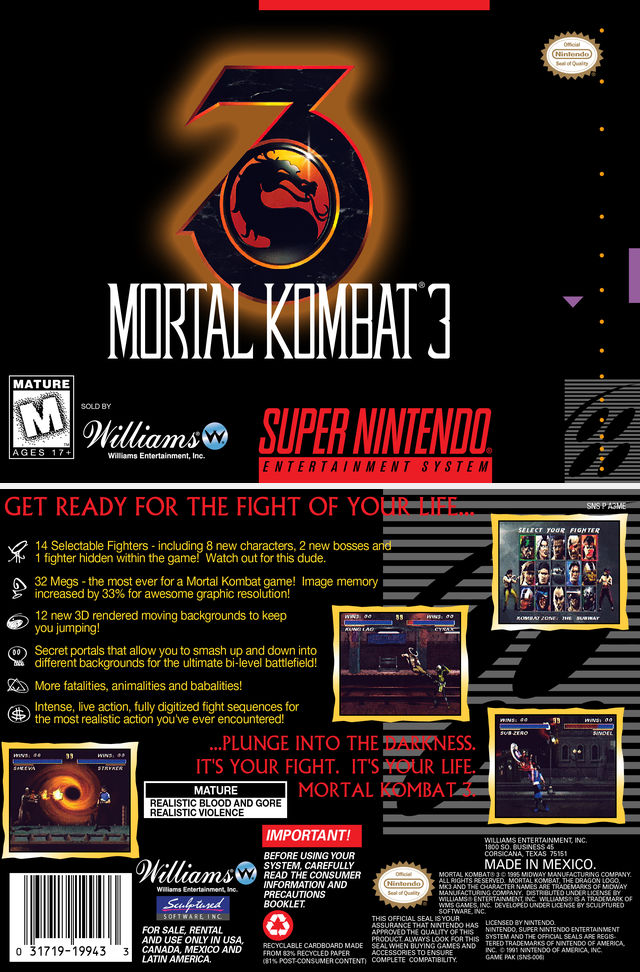 Official
Nintendo
Seal of Quality
3
MORTAL KOMBAT® 3
MATURE
M
AGES 17+
SOLD BY
Williams®
Williams Entertainment, Inc.
SUPER NINTENDO®
ENTERTAINMENT SYSTEM
GET READY FOR THE FIGHT OF YOUR LIFE...
SNS P A3ME
14 Selectable Fighters - including 8 new characters, 2 new bosses and
1 fighter hidden within the game! Watch out for this dude.
32 Megs - the most ever for a Mortal Kombat game! Image memory
increased by 33% for awesome graphic resolution!
12 new 3D rendered moving backgrounds to keep
you jumping!
Secret portals that allow you to smash up and down into
different backgrounds for the ultimate bi-level battlefield!
More fatalities, animalities and babalities!
Intense, live action, fully digitized fight sequences for
the most realistic action you've ever encountered!
SELECT YOUR FIGHTER
KOMBAT ZONE: THE SUBWAY
WINS: 00 99 WINS: 00
KUNG LAO CYRAX
WINS: 00 99 WINS: 00
SUB-ZERO SINDEL
WINS: 00 99 WINS: 00
SHEEVA STRYKER
...PLUNGE INTO THE DARKNESS.
IT'S YOUR FIGHT. IT'S YOUR LIFE.
MORTAL KOMBAT 3.
MATURE
REALISTIC BLOOD AND GORE
REALISTIC VIOLENCE
Williams®
Williams Entertainment, Inc.
Sculptured
SOFTWARE, INC.
FOR SALE, RENTAL
AND USE ONLY IN USA,
CANADA, MEXICO AND
LATIN AMERICA.
0 31719-19943 3
IMPORTANT!
BEFORE USING YOUR
SYSTEM, CAREFULLY
READ THE CONSUMER
INFORMATION AND
PRECAUTIONS
BOOKLET.
RECYCLABLE CARDBOARD MADE
FROM 83% RECYCLED PAPER
(81% POST-CONSUMER CONTENT)
Official
Nintendo
Seal of Quality
THIS OFFICIAL SEAL IS YOUR
ASSURANCE THAT NINTENDO HAS
APPROVED THE QUALITY OF THIS
PRODUCT. ALWAYS LOOK FOR THIS
SEAL WHEN BUYING GAMES AND
ACCESSORIES TO ENSURE
COMPLETE COMPATIBILITY.
WILLIAMS ENTERTAINMENT, INC.
1800 SO. BUSINESS 45
CORSICANA, TEXAS 75151
MADE IN MEXICO.
MORTAL KOMBAT® 3 © 1995 MIDWAY MANUFACTURING COMPANY.
ALL RIGHTS RESERVED. MORTAL KOMBAT, THE DRAGON LOGO,
MK3 AND THE CHARACTER NAMES ARE TRADEMARKS OF MIDWAY
MANUFACTURING COMPANY. DISTRIBUTED UNDER LICENSE BY
WILLIAMS® ENTERTAINMENT, INC. WILLIAMS® IS A TRADEMARK OF
WMS GAMES, INC. DEVELOPED UNDER LICENSE BY SCULPTURED
SOFTWARE, INC.
LICENSED BY NINTENDO.
NINTENDO, SUPER NINTENDO ENTERTAINMENT
SYSTEM AND THE OFFICIAL SEALS ARE REGIS-
TERED TRADEMARKS OF NINTENDO OF AMERICA,
INC. © 1991 NINTENDO OF AMERICA, INC.
GAME PAK (SNS-006)